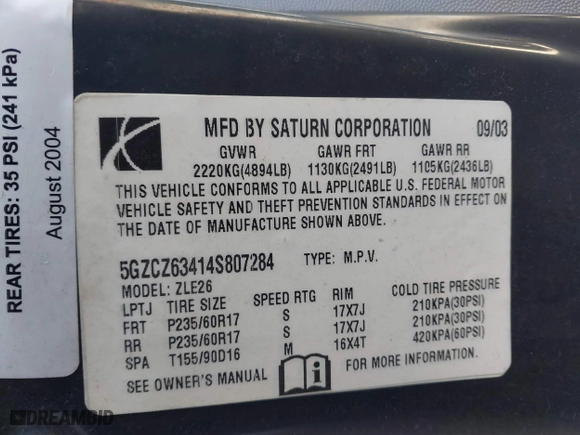 REAR TIRES: 35 PSI (241 kPa)
August 2004
MFD BY SATURN CORPORATION 09/03
GVWR GAWR FRT GAWR RR
2220KG(4894LB) 1130KG(2491LB) 1105KG(2436LB)
THIS VEHICLE CONFORMS TO ALL APPLICABLE U.S. FEDERAL MOTOR
VEHICLE SAFETY AND THEFT PREVENTION STANDARDS IN EFFECT ON
THE DATE OF MANUFACTURE SHOWN ABOVE.
5GZCZ63414S807284 TYPE: M.P.V.
MODEL: ZLE26
LPTJ TIRE SIZE SPEED RTG RIM COLD TIRE PRESSURE
FRT P235/60R17 S 17X7J 210KPA(30PSI)
RR P235/60R17 S 17X7J 210KPA(30PSI)
SPA T155/90D16 M 16X4T 420KPA(60PSI)
SEE OWNER'S MANUAL FOR MORE INFORMATION.
DREAMBID